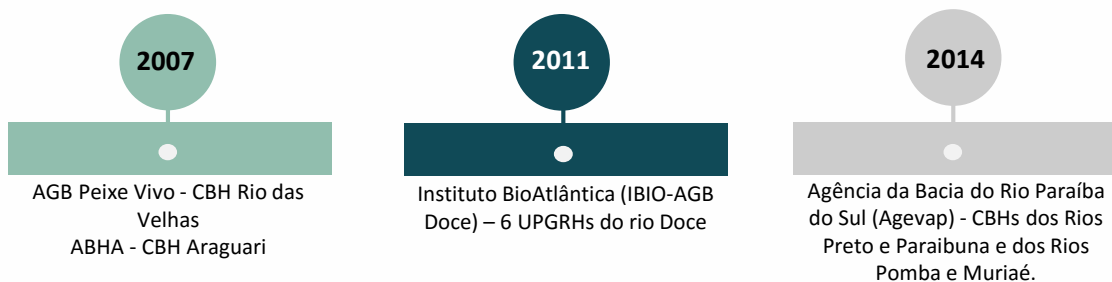 2007
AGB Peixe Vivo - CBH Rio das
Velhas
ABHA - CBH Araguari
2011
Instituto BioAtlântica (IBIO-AGB
Doce) – 6 UPGRHs do rio Doce
2014
Agência da Bacia do Rio Paraíba
do Sul (Agevap) - CBHs dos Rios
Preto e Paraibuna e dos Rios
Pomba e Muriaé.